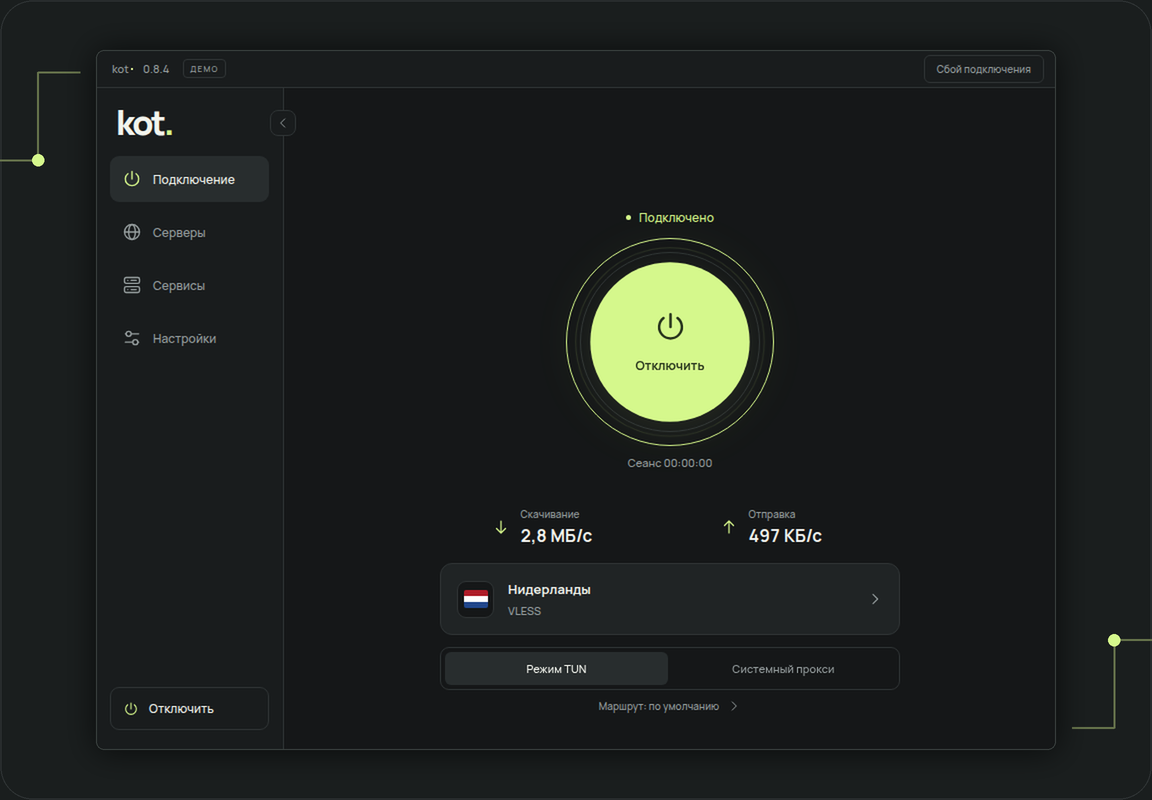 kot• 0.8.4 ДЕМО
Сбой подключения
kot.
Подключение
Серверы
Сервисы
Настройки
Отключить
Подключено
Отключить
Сеанс 00:00:00
Скачивание
2,8 МБ/с
Отправка
497 КБ/с
Нидерланды
VLESS
Режим TUN
Системный прокси
Маршрут: по умолчанию